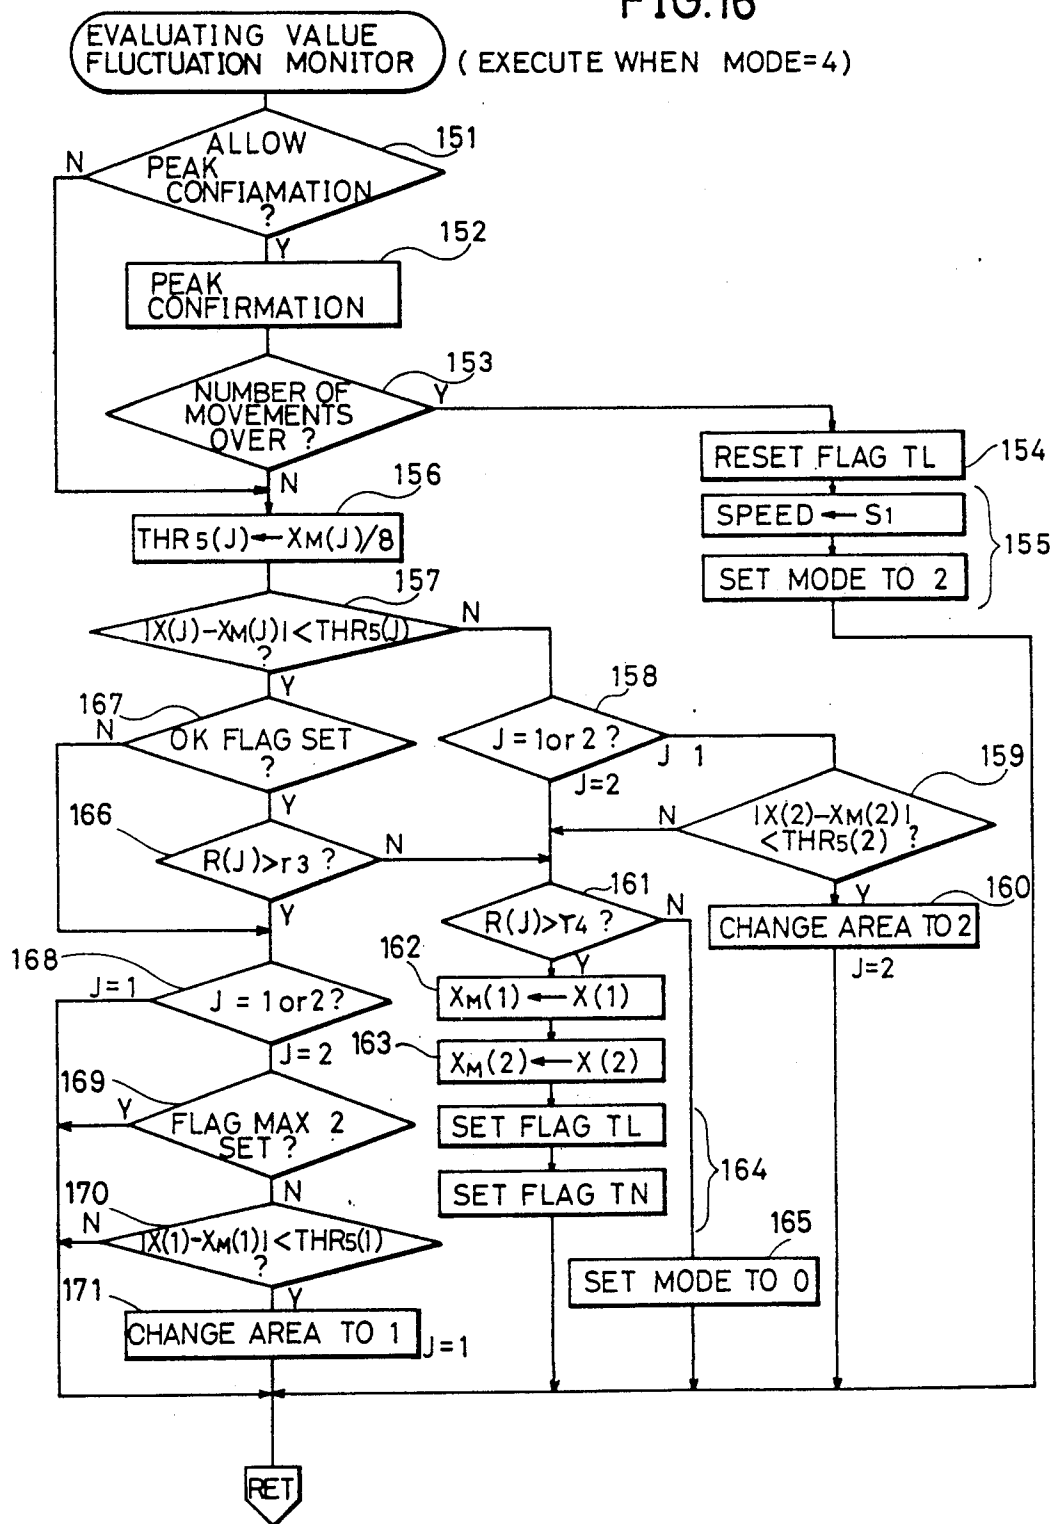 FIG.16
EVALUATING VALUE
FLUCTUATION MONITOR
(EXECUTE WHEN MODE=4)
151
ALLOW
PEAK
CONFIAMATION
?
N
Y
152
PEAK
CONFIRMATION
153
NUMBER OF
MOVEMENTS
OVER ?
Y
N
RESET FLAG TL
154
SPEED ← S1
SET MODE TO 2
155
156
THR5(J) ← XM(J)/8
157
|X(J)-XM(J)|<THR5(J)
?
N
Y
158
J=1or2?
J 1
J=2
159
|X(2)-XM(2)|
<THR5(2) ?
N
Y
160
CHANGE AREA TO 2
J=2
167
OK FLAG SET
?
N
Y
166
R(J)>r3 ?
N
Y
161
R(J)>r4 ?
N
Y
162
XM(1) ← X(1)
163
XM(2) ← X(2)
SET FLAG TL
SET FLAG TN
164
165
SET MODE TO 0
168
J = 1or2?
J=1
J=2
169
FLAG MAX 2
SET ?
Y
N
170
|X(1)-XM(1)|<THR5(1)
?
N
Y
171
CHANGE AREA TO 1
J=1
RET